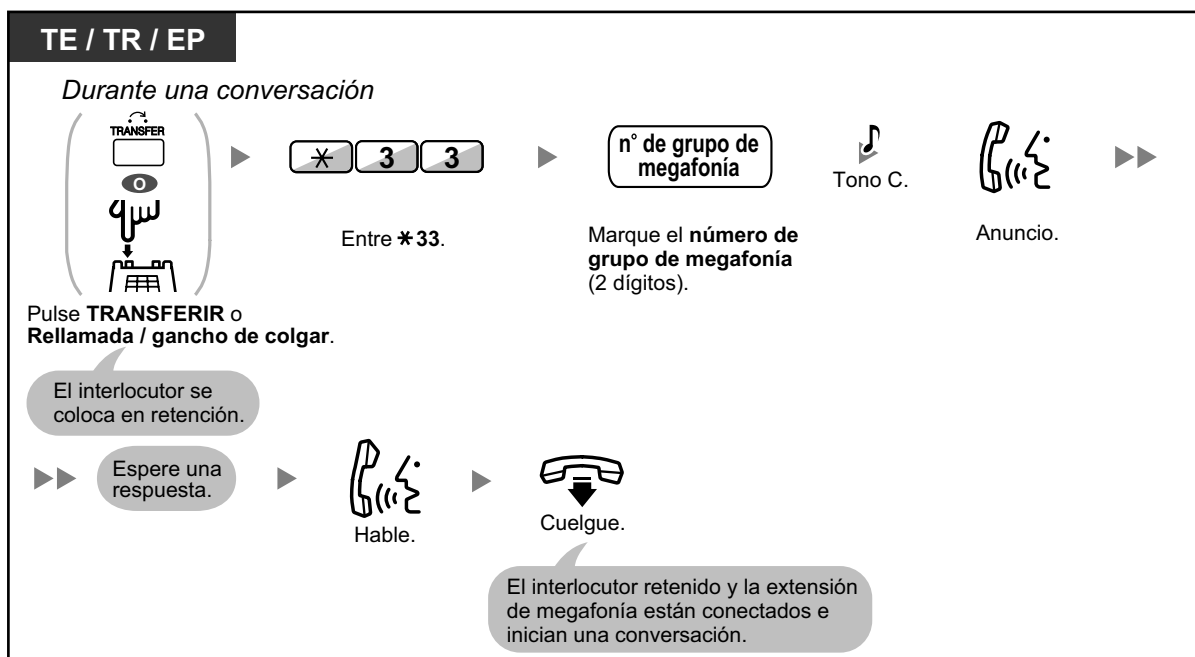 TE / TR / EP
Durante una conversación
TRANSFER
O
✳ 3 3
n° de grupo de
megafonía
Tono C.
Entre ✳33.
Marque el número de
grupo de megafonía
(2 dígitos).
Anuncio.
Pulse TRANSFERIR o
Rellamada / gancho de colgar.
El interlocutor se
coloca en retención.
Espere una
respuesta.
Hable.
Cuelgue.
El interlocutor retenido y la extensión
de megafonía están conectados e
inician una conversación.